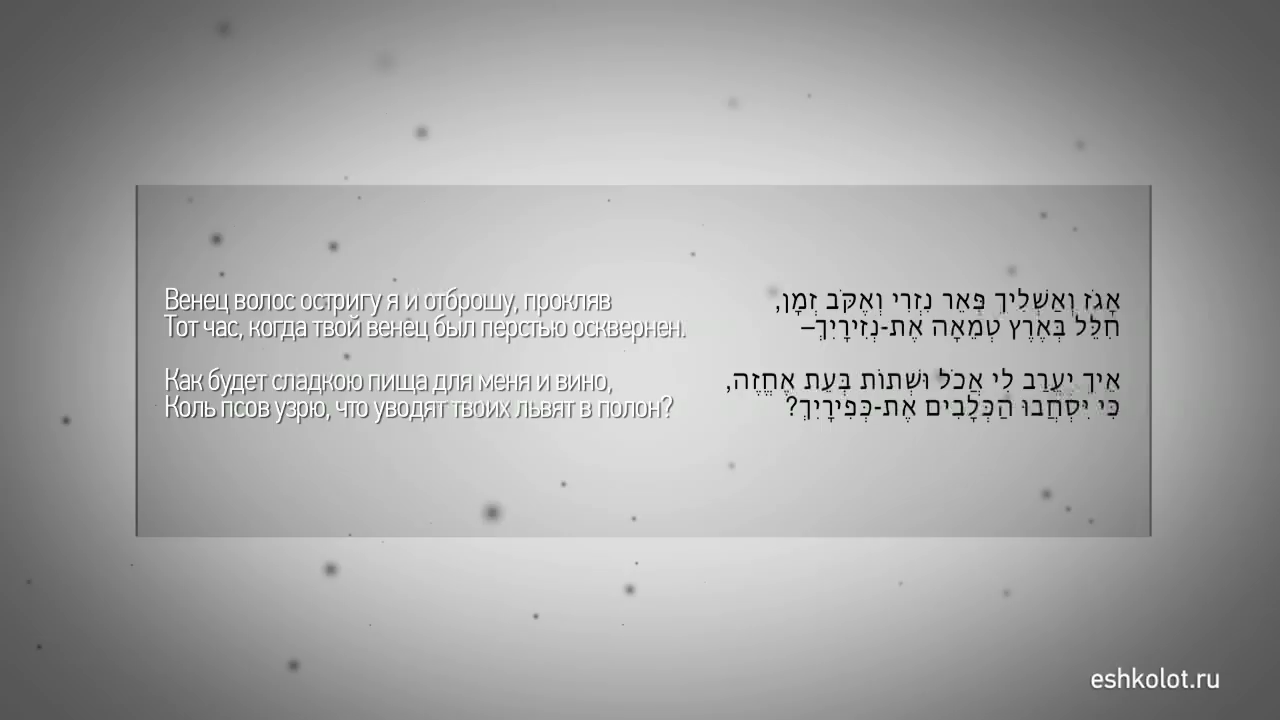 Венец волос остригу я и отброшу, прокляв
Тот час, когда твой венец был перстью осквернен.
Как будет сладкою пища для меня и вино,
Коль псов узрю, что уводят твоих львят в полон?
אָגֹז וְאַשְׁלִיךְ פְּאֵר נִזְרִי וְאֶקֹּב זְמָן,
חִלֵּל בְּאֶרֶץ טְמֵאָה אֶת-נְזִירָיִךְ–
אֵיךְ יֶעֱרַב לִי אֲכֹל וּשְׁתוֹת בְּעֵת אֶחֱזֶה,
כִּי יִּסְחֲבוּ הַכְּלָבִים אֶת-כְּפִירָיִךְ?
eshkolot.ru